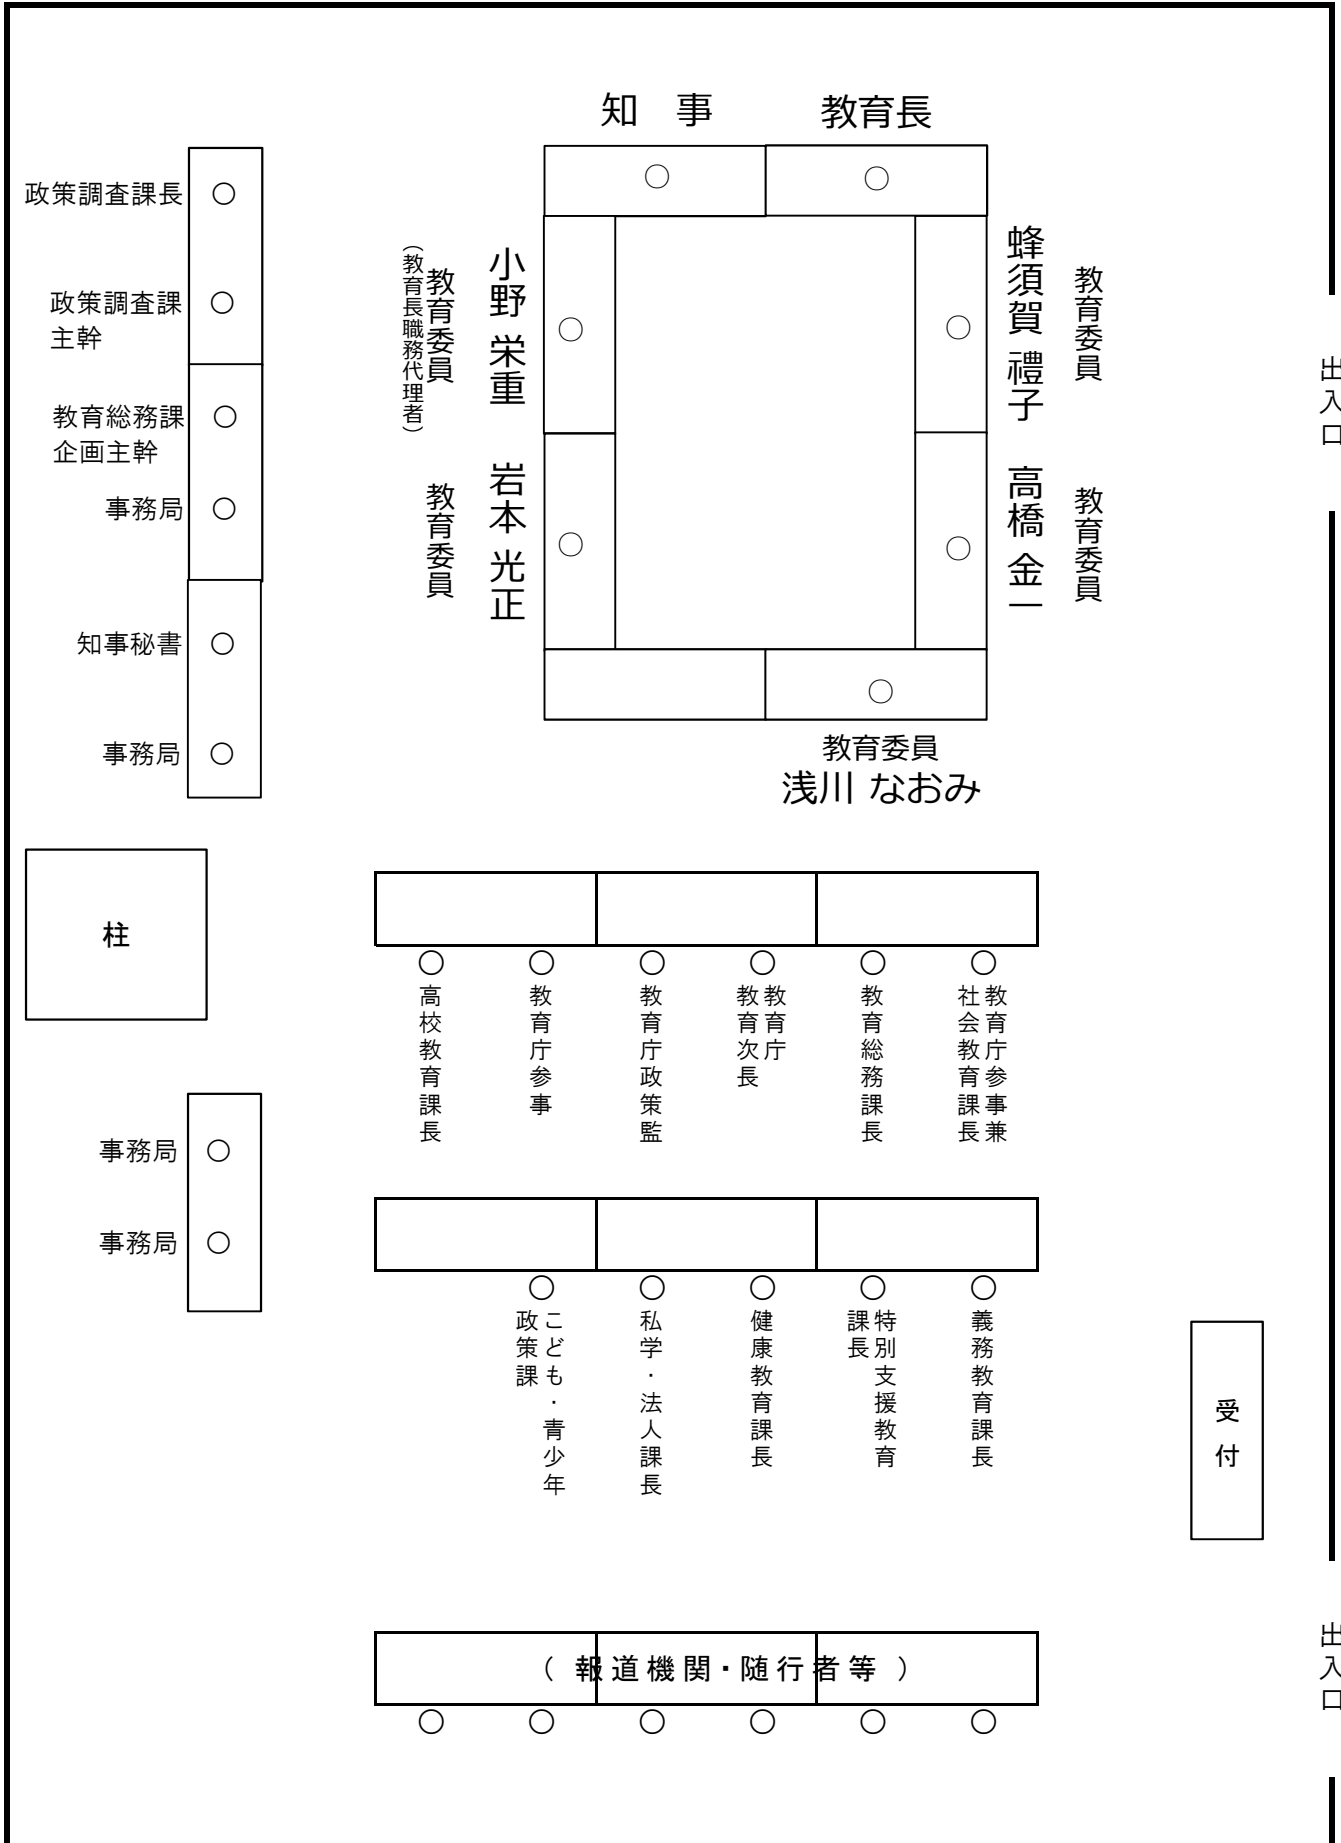 知　事
教育長
政策調査課長
政策調査課
主幹
教育総務課
企画主幹
事務局
知事秘書
事務局
小野 栄重
教育委員
（教育長職務代理者）
岩本 光正
教育委員
蜂須賀 禮子
教育委員
高橋 金一
教育委員
教育委員
浅川 なおみ
出入口
柱
高校教育課長
教育庁参事
教育庁政策監
教育庁
教育次長
教育総務課長
教育庁参事兼
社会教育課長
事務局
事務局
こども・青少年
政策課
私学・法人課長
健康教育課長
特別支援教育
課長
義務教育課長
受付
（ 報道機関・随行者等 ）
出入口